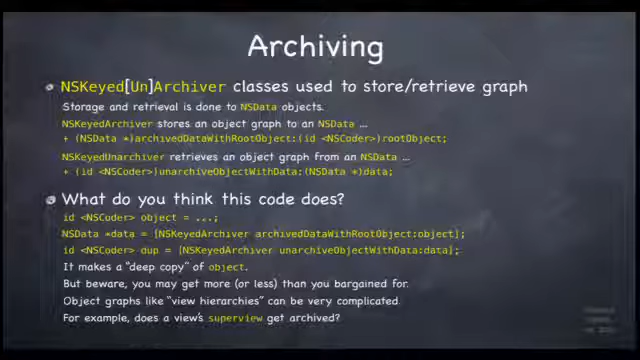 Archiving
NSKeyed[Un]Archiver classes used to store/retrieve graph
Storage and retrieval is done to NSData objects.
NSKeyedArchiver stores an object graph to an NSData ...
+ (NSData *)archivedDataWithRootObject:(id <NSCoder>)rootObject;
NSKeyedUnarchiver retrieves an object graph from an NSData ...
+ (id <NSCoder>)unarchiveObjectWithData:(NSData *)data;
What do you think this code does?
id <NSCoder> object = ...;
NSData *data = [NSKeyedArchiver archivedDataWithRootObject:object];
id <NSCoder> dup = [NSKeyedArchiver unarchiveObjectWithData:data];
It makes a “deep copy” of object.
But beware, you may get more (or less) than you bargained for.
Object graphs like “view hierarchies” can be very complicated.
For example, does a view’s superview get archived?